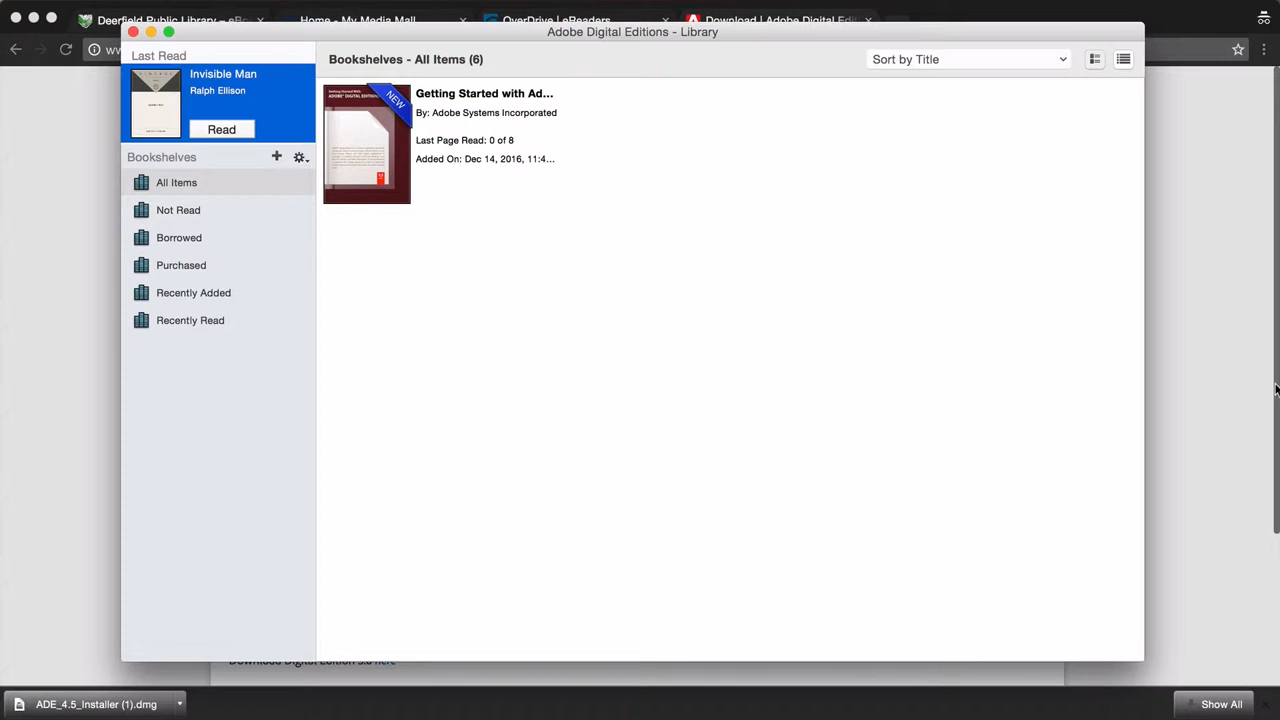 Deerfield Public Library – eBo
Home - My Media Mall
OverDrive | eReaders
Download | Adobe Digital Edi
Adobe Digital Editions - Library
Last Read
Invisible Man
Ralph Ellison
Read
Bookshelves
All Items
Not Read
Borrowed
Purchased
Recently Added
Recently Read
Bookshelves - All Items (6)
Sort by Title
NEW
Getting Started with Ad...
By: Adobe Systems Incorporated
Last Page Read: 0 of 8
Added On: Dec 14, 2016, 11:4...
ADE_4.5_Installer (1).dmg
Show All